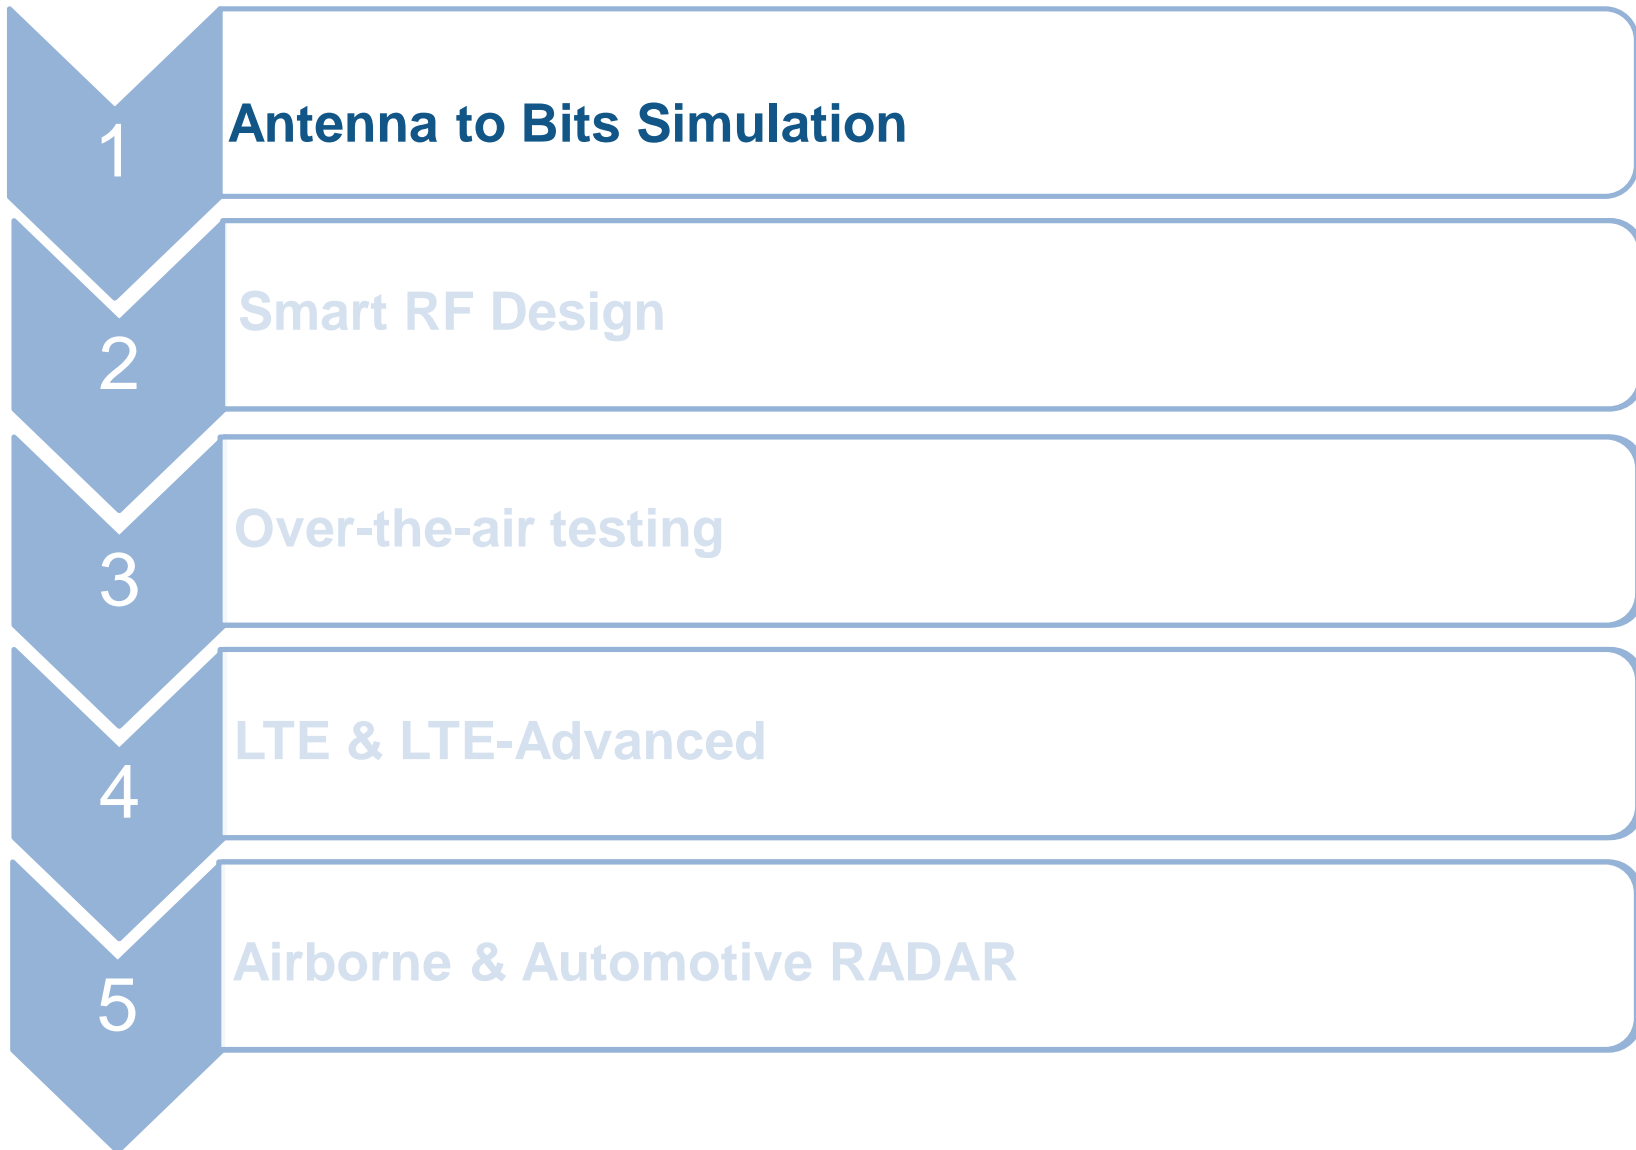 1
Antenna to Bits Simulation
2
Smart RF Design
3
Over-the-air testing
4
LTE & LTE-Advanced
5
Airborne & Automotive RADAR